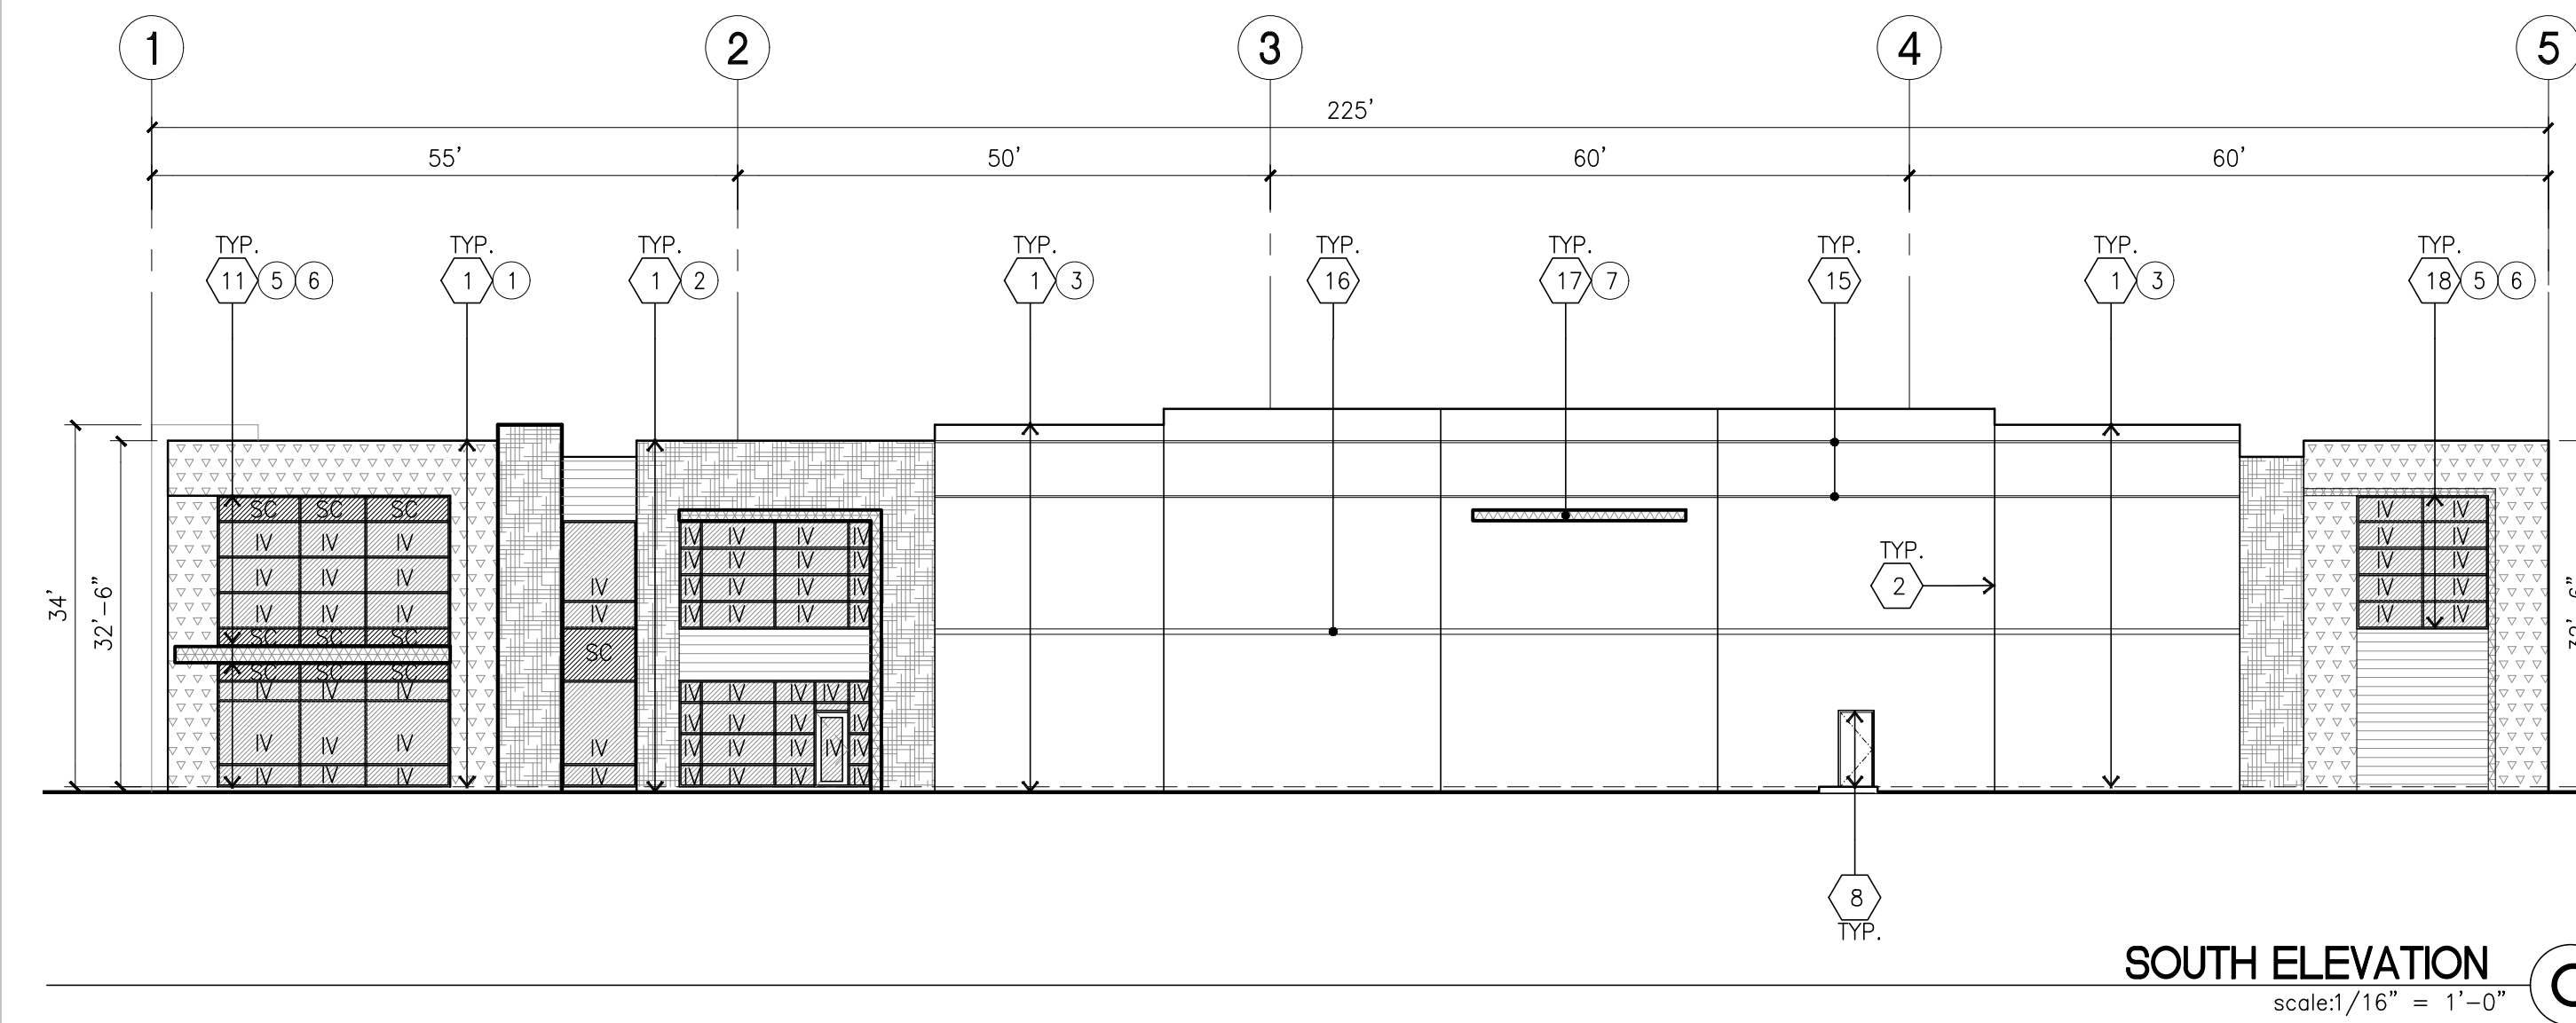 1 2 3 4 5
225'
55' 50' 60' 60'
TYP. TYP. TYP. TYP. TYP. TYP. TYP. TYP. TYP.
11 5 6 1 1 1 2 1 3 16 17 7 15 1 3 18 5 6
34'
32'-6"
SC SC SC
IV IV IV
IV IV IV
IV IV IV
SC SC SC
SC SC SC
IV IV IV
IV IV IV
IV IV IV
IV
IV
SC
IV
IV
IV IV IV IV
IV IV IV IV
IV IV IV IV
IV IV IV IV
IV IV IV IV IV
IV IV IV IV
IV IV IV IV IV
IV IV IV IV
TYP.
2
IV IV
IV IV
IV IV
IV IV
IV IV
8
TYP.
SOUTH ELEVATION
scale:1/16" = 1'-0"